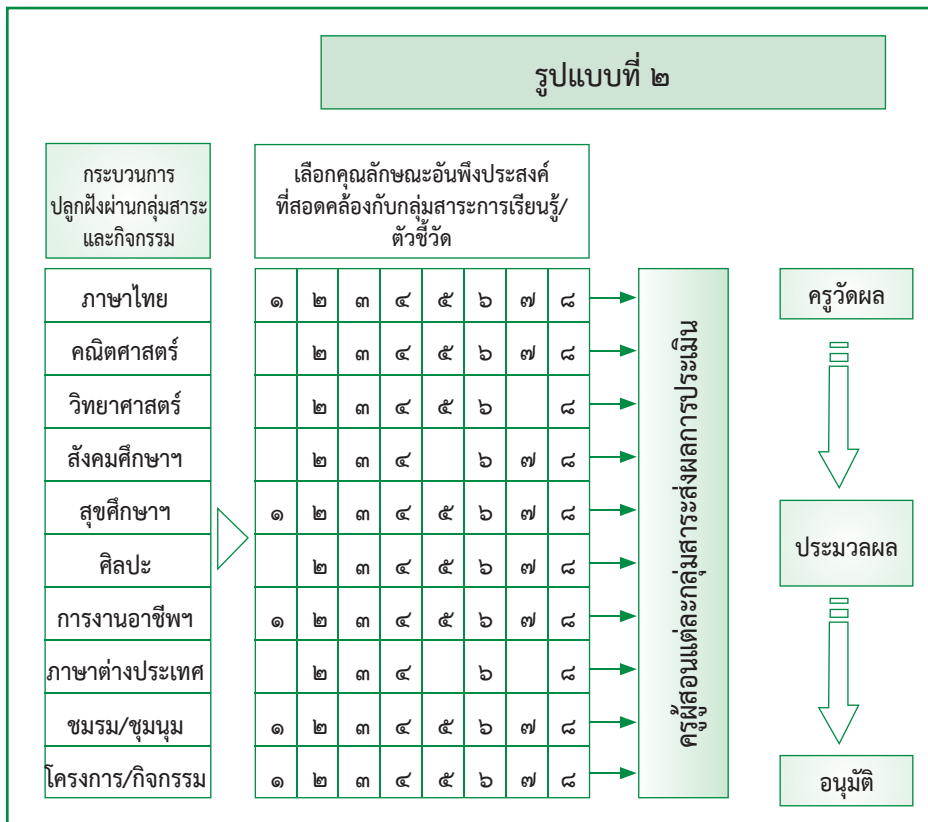 รูปแบบที่ ๒
กระบวนการ
ปลูกฝังผ่านกลุ่มสาระ
และกิจกรรม
เลือกคุณลักษณะอันพึงประสงค์
ที่สอดคล้องกับกลุ่มสาระการเรียนรู้/
ตัวชี้วัด
ภาษาไทย ๑ ๒ ๓ ๔ ๕ ๖ ๗ ๘
คณิตศาสตร์ ๒ ๓ ๔ ๕ ๖ ๗ ๘
วิทยาศาสตร์ ๒ ๓ ๔ ๕ ๖ ๘
สังคมศึกษาฯ ๒ ๓ ๔ ๖ ๗ ๘
สุขศึกษาฯ ๑ ๒ ๓ ๔ ๕ ๖ ๗ ๘
ศิลปะ ๒ ๓ ๔ ๕ ๖ ๗ ๘
การงานอาชีพฯ ๑ ๒ ๓ ๔ ๕ ๖ ๗ ๘
ภาษาต่างประเทศ ๒ ๓ ๔ ๖ ๘
ชมรม/ชุมนุม ๑ ๒ ๓ ๔ ๕ ๖ ๗ ๘
โครงการ/กิจกรรม ๑ ๒ ๓ ๔ ๕ ๖ ๗ ๘
ครูผู้สอนแต่ละกลุ่มสาระส่งผลการประเมิน
ครูวัดผล
ประมวลผล
อนุมัติ